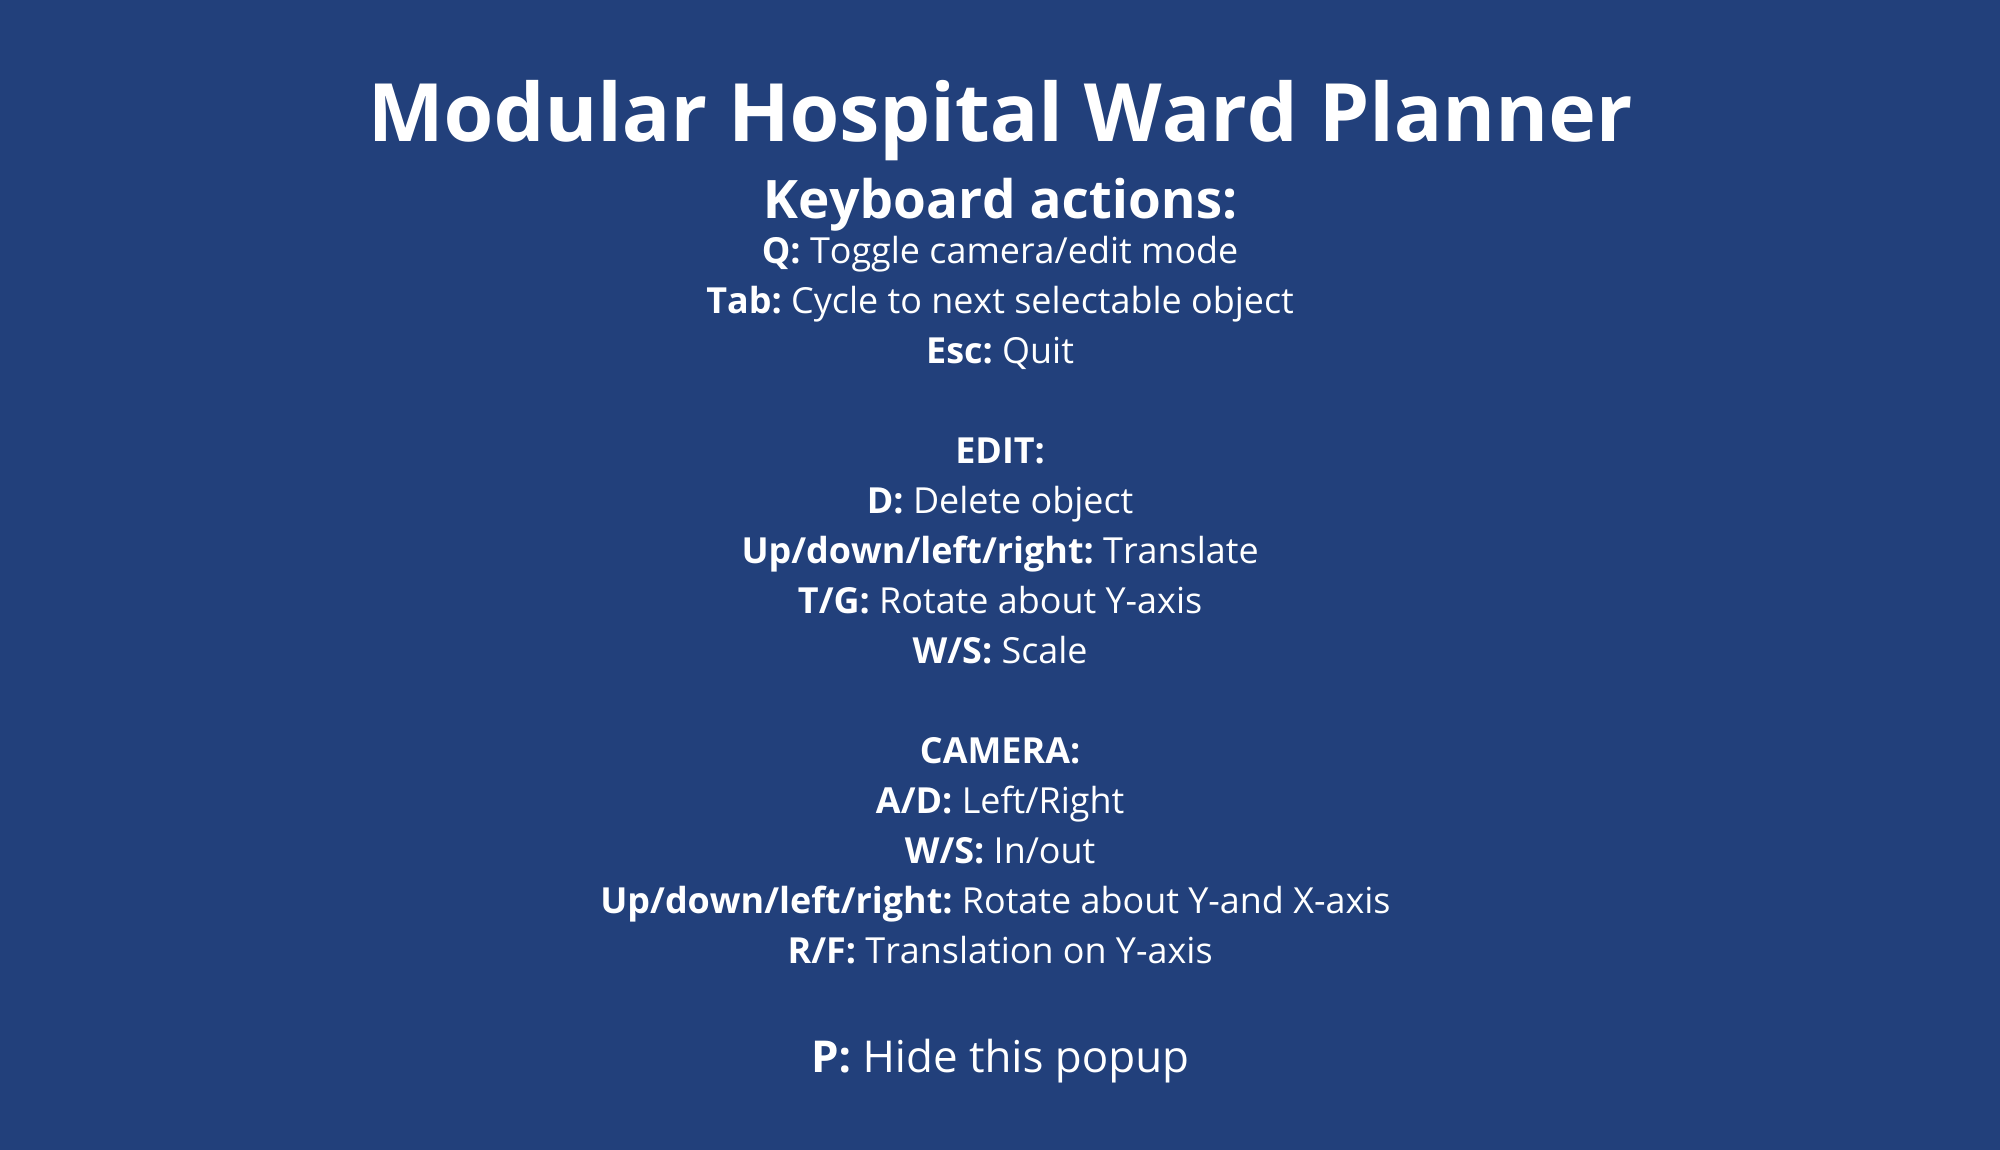 Modular Hospital Ward Planner
Keyboard actions:
Q: Toggle camera/edit mode
Tab: Cycle to next selectable object
Esc: Quit
EDIT:
D: Delete object
Up/down/left/right: Translate
T/G: Rotate about Y-axis
W/S: Scale
CAMERA:
A/D: Left/Right
W/S: In/out
Up/down/left/right: Rotate about Y-and X-axis
R/F: Translation on Y-axis
P: Hide this popup